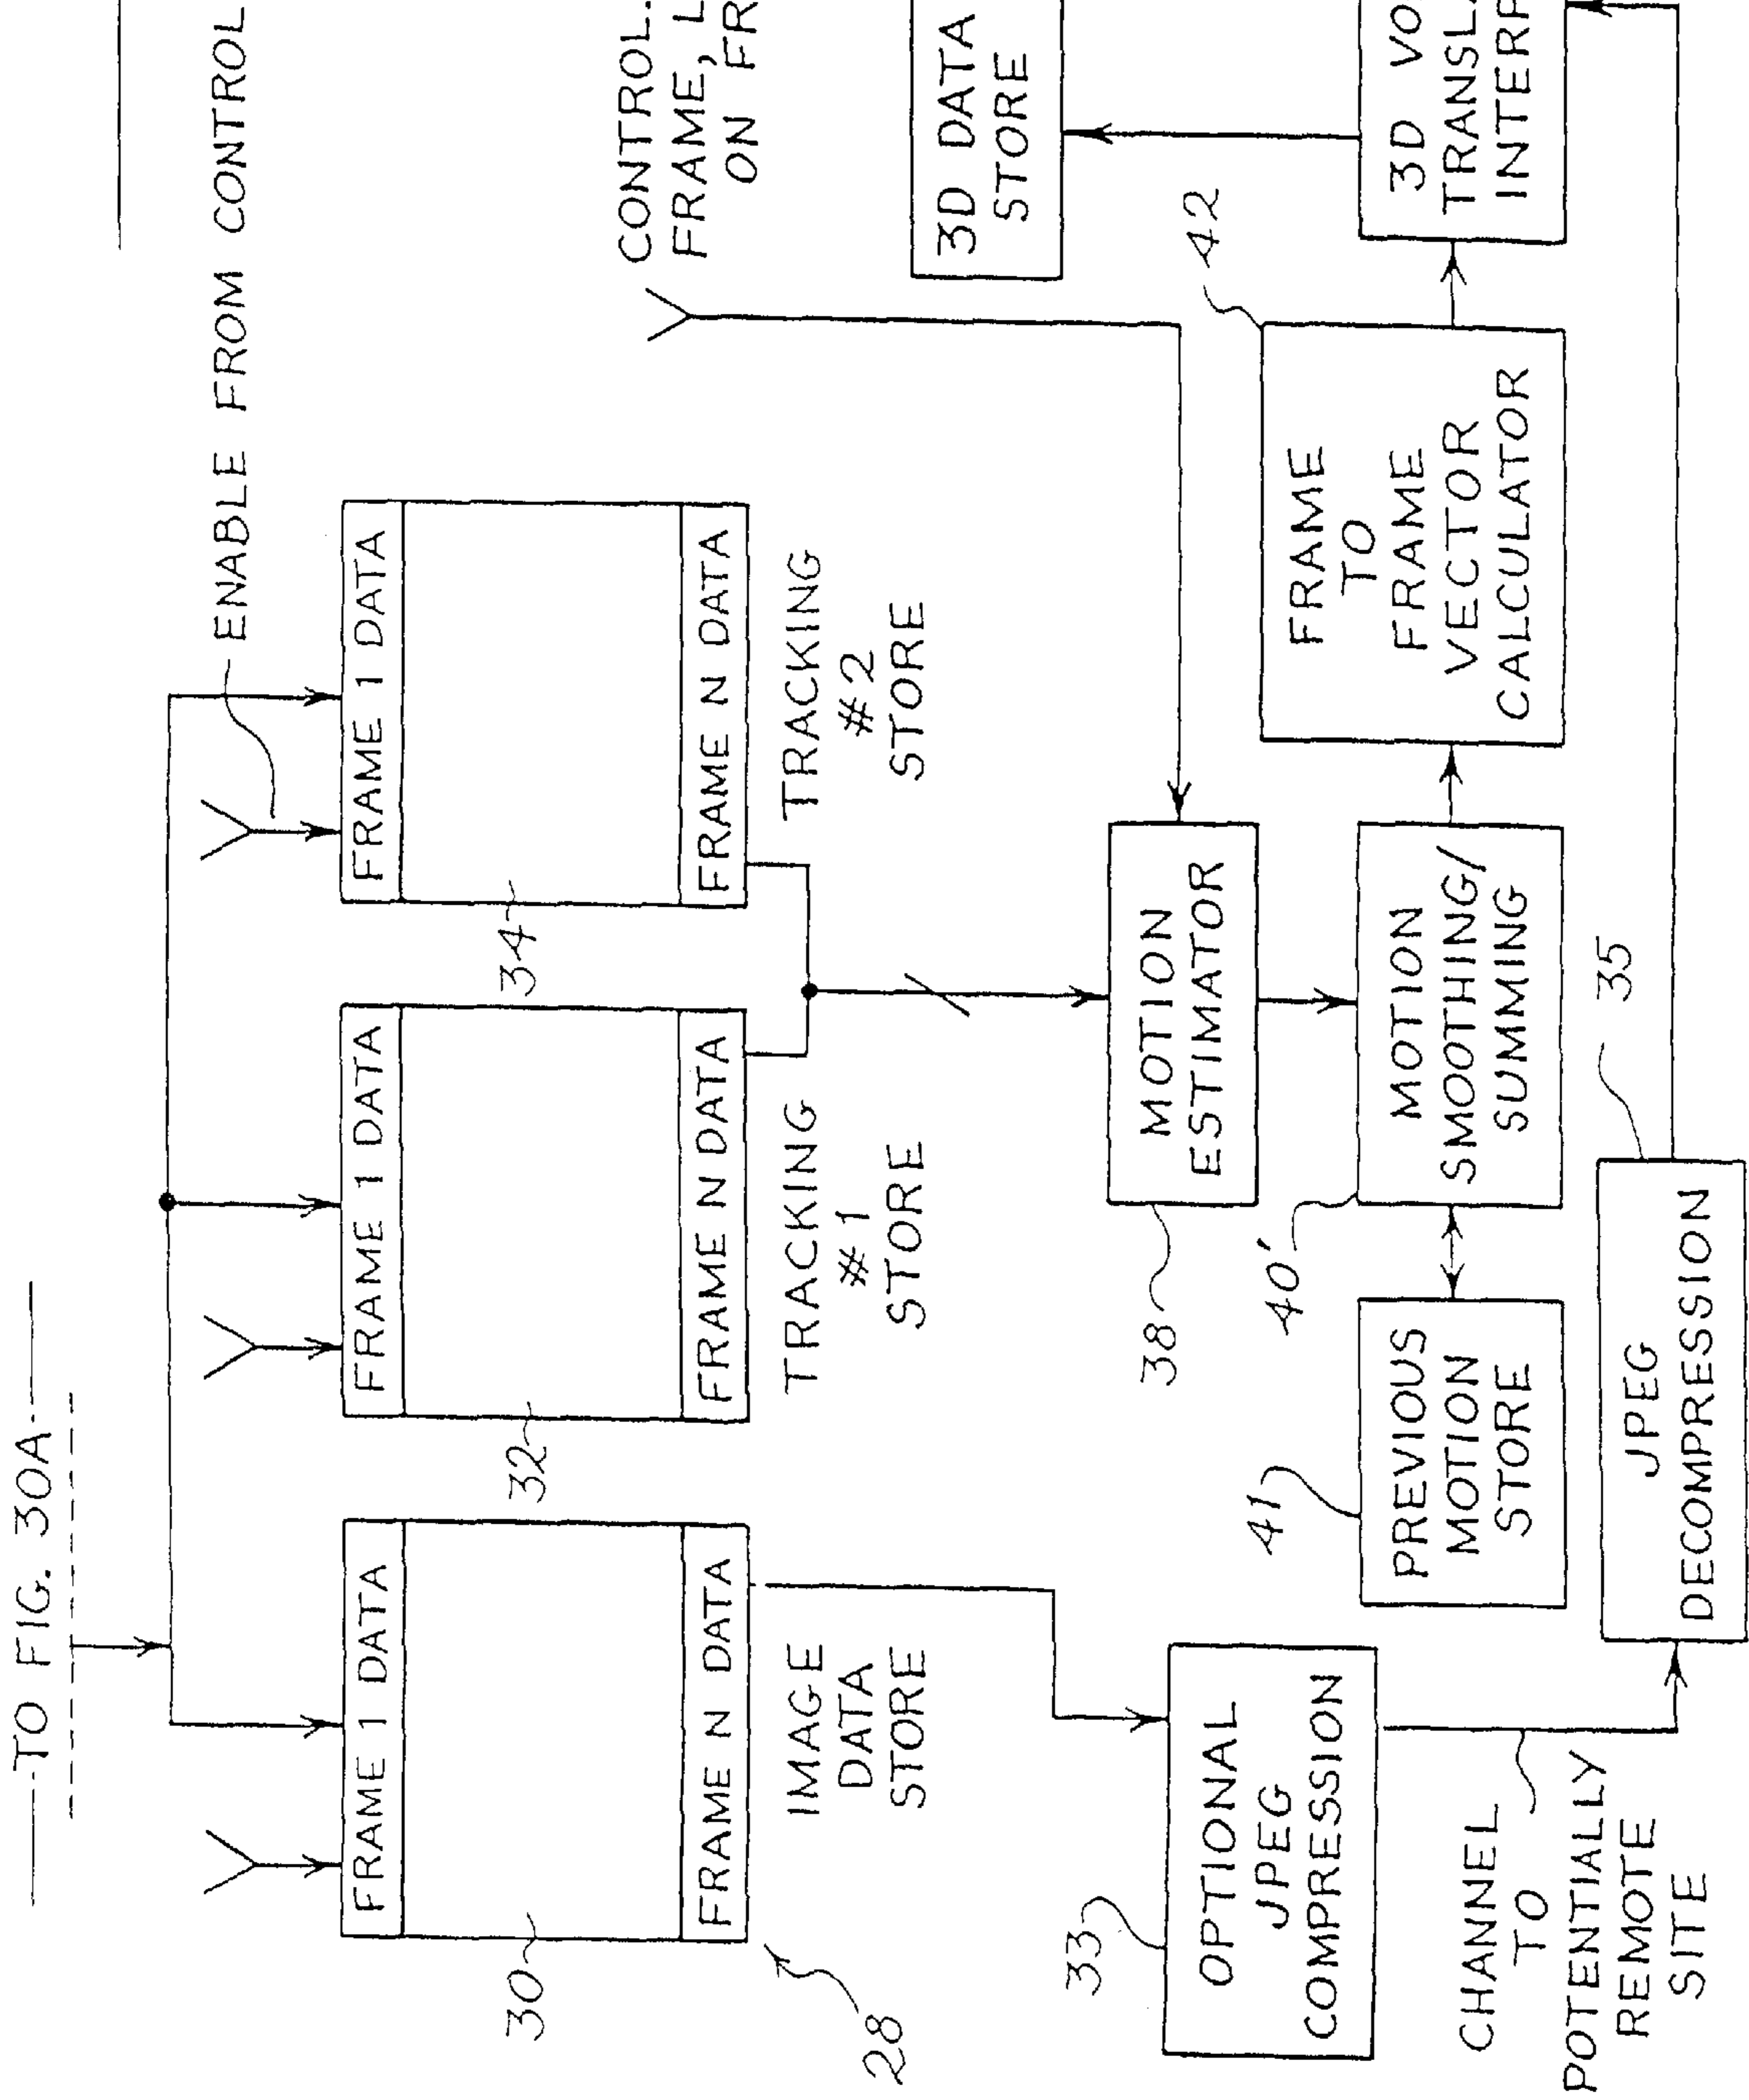 TO FIG. 30A
ENABLE FROM CONTROL
FRAME 1 DATA
FRAME N DATA
30
IMAGE
DATA
STORE
28
FRAME 1 DATA
FRAME N DATA
32
TRACKING
#1
STORE
FRAME 1 DATA
FRAME N DATA
34
TRACKING
#2
STORE
CONTROL.
FRAME, L
ON FR
3D DATA
STORE
33
OPTIONAL
JPEG
COMPRESSION
CHANNEL
TO
POTENTIALLY
REMOTE
SITE
38
MOTION
ESTIMATOR
41
PREVIOUS
MOTION
STORE
40'
MOTION
SMOOTHING/
SUMMING
42
FRAME
TO
FRAME
VECTOR
CALCULATOR
3D VO
TRANSLA
INTERP
35
JPEG
DECOMPRESSION